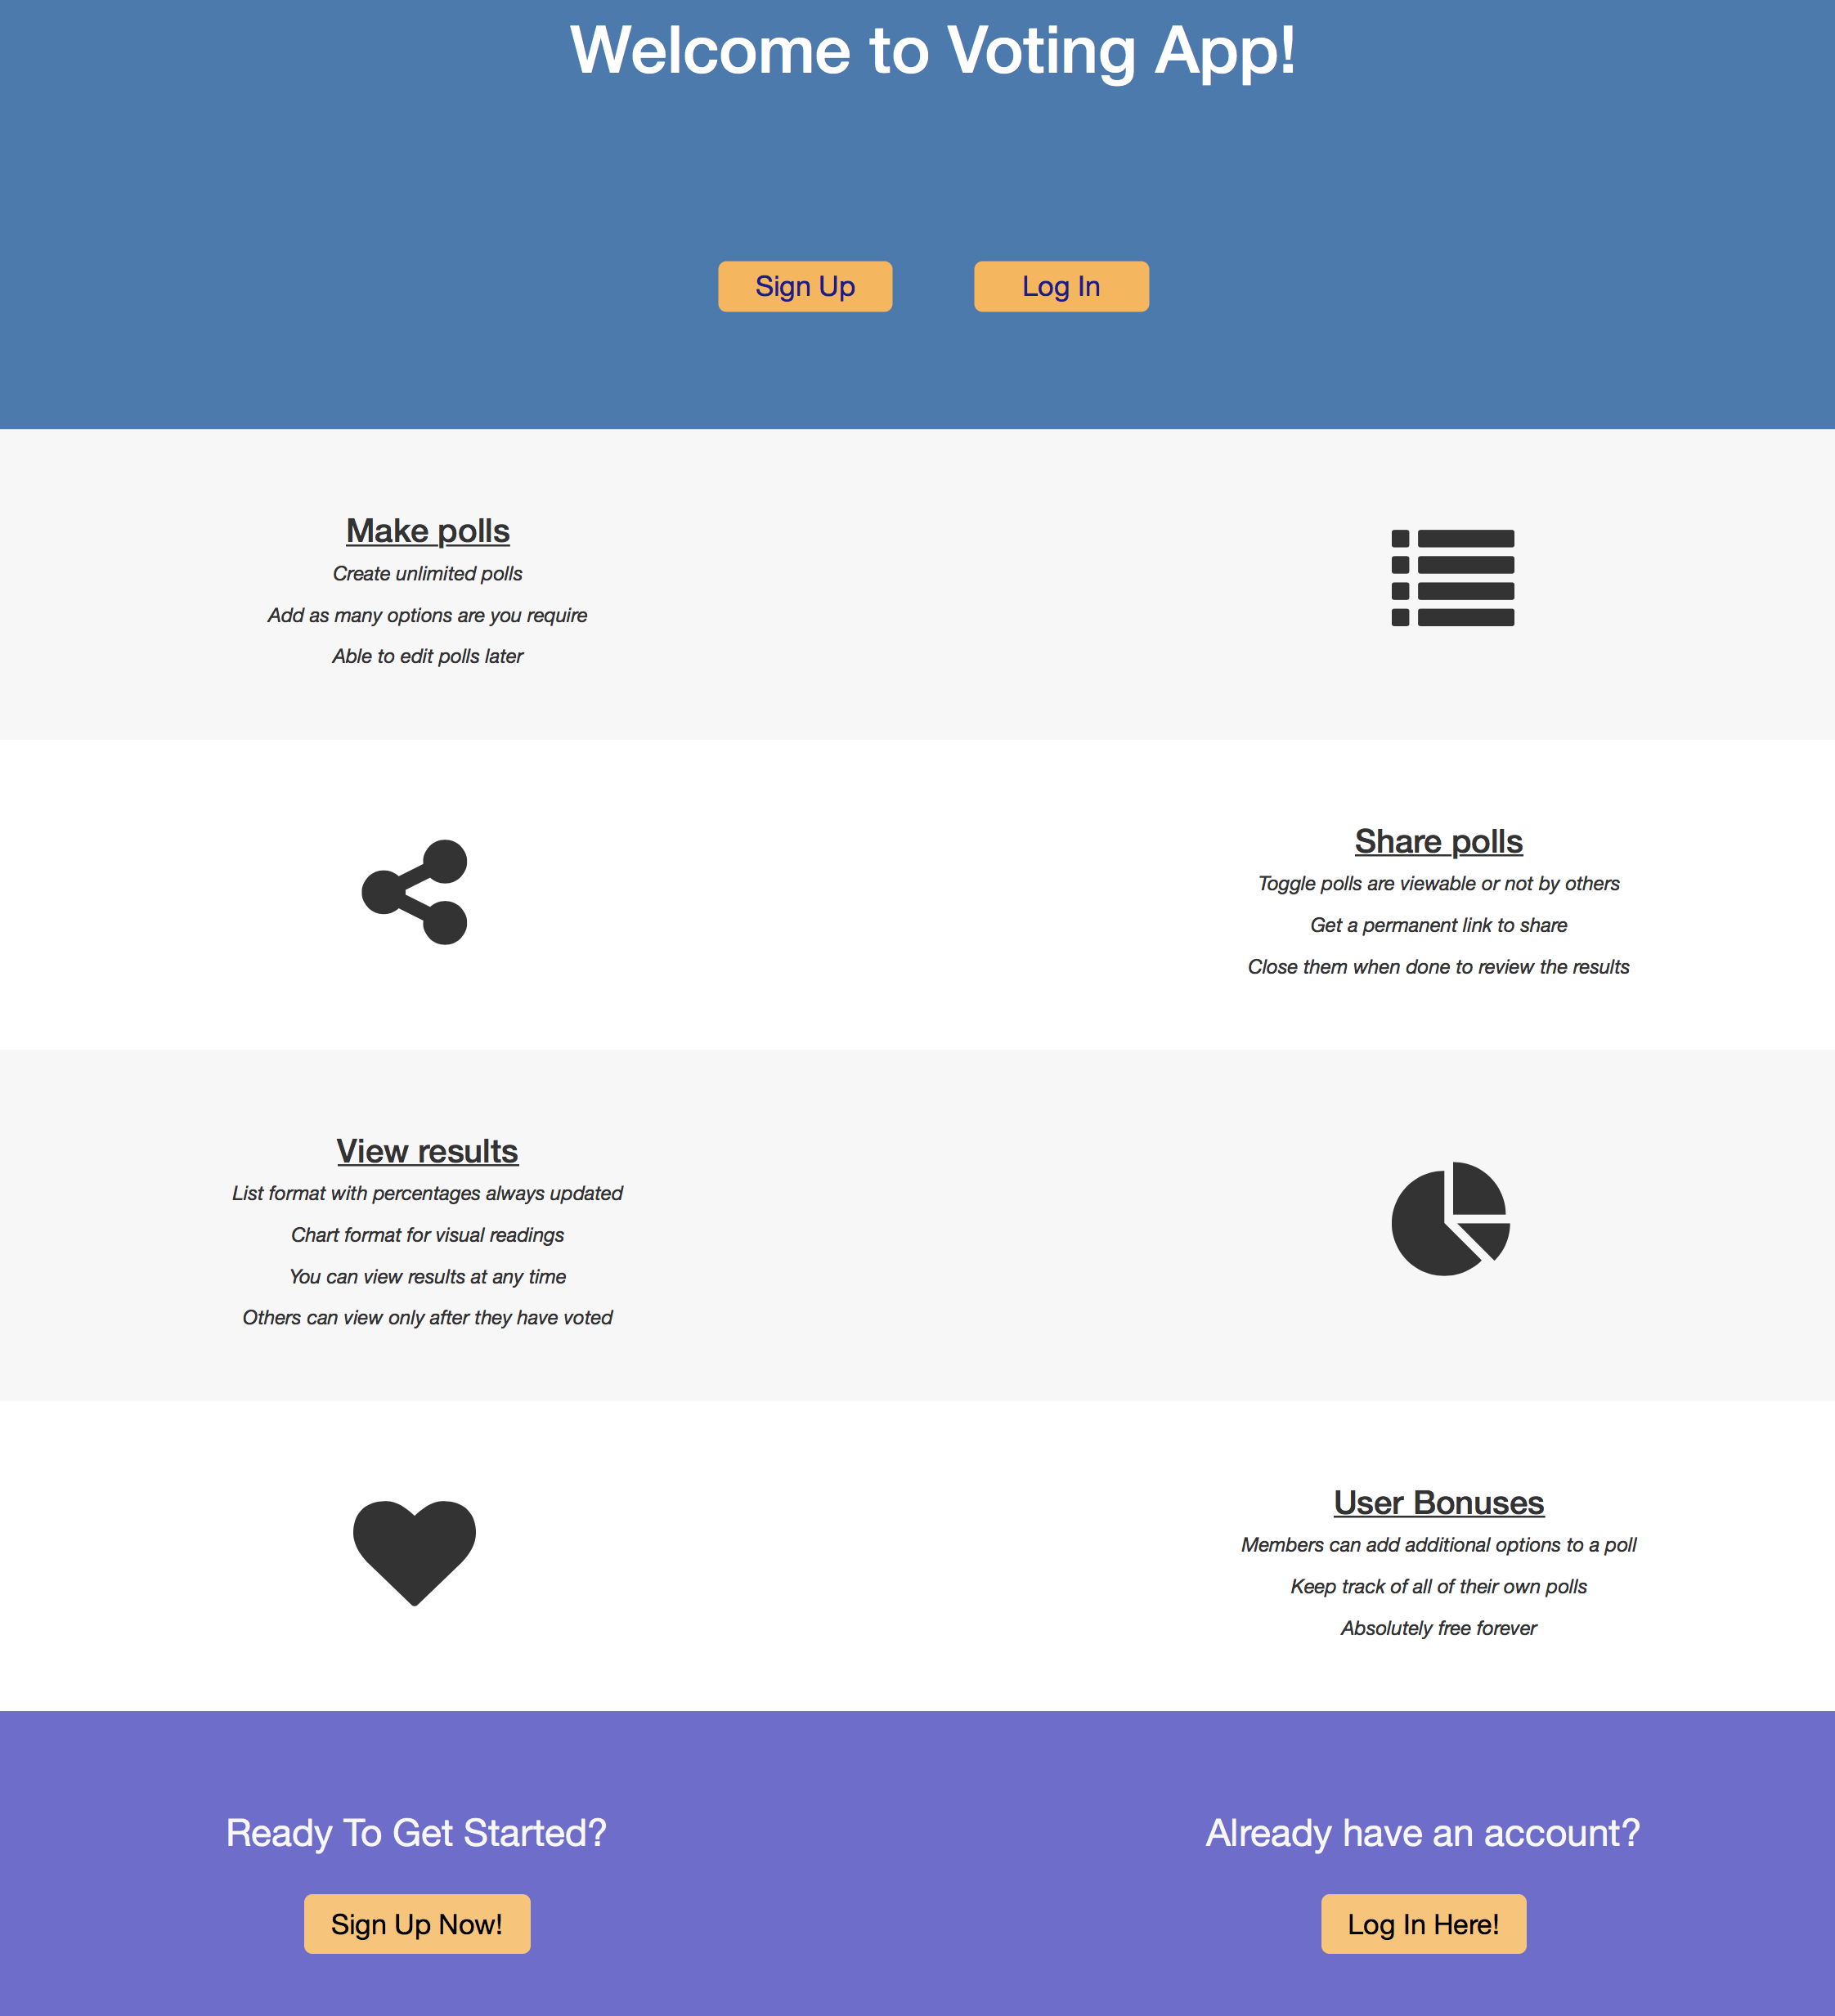 Welcome to Voting App!
Sign Up
Log In
Make polls
Create unlimited polls
Add as many options are you require
Able to edit polls later
Share polls
Toggle polls are viewable or not by others
Get a permanent link to share
Close them when done to review the results
View results
List format with percentages always updated
Chart format for visual readings
You can view results at any time
Others can view only after they have voted
User Bonuses
Members can add additional options to a poll
Keep track of all of their own polls
Absolutely free forever
Ready To Get Started?
Sign Up Now!
Already have an account?
Log In Here!